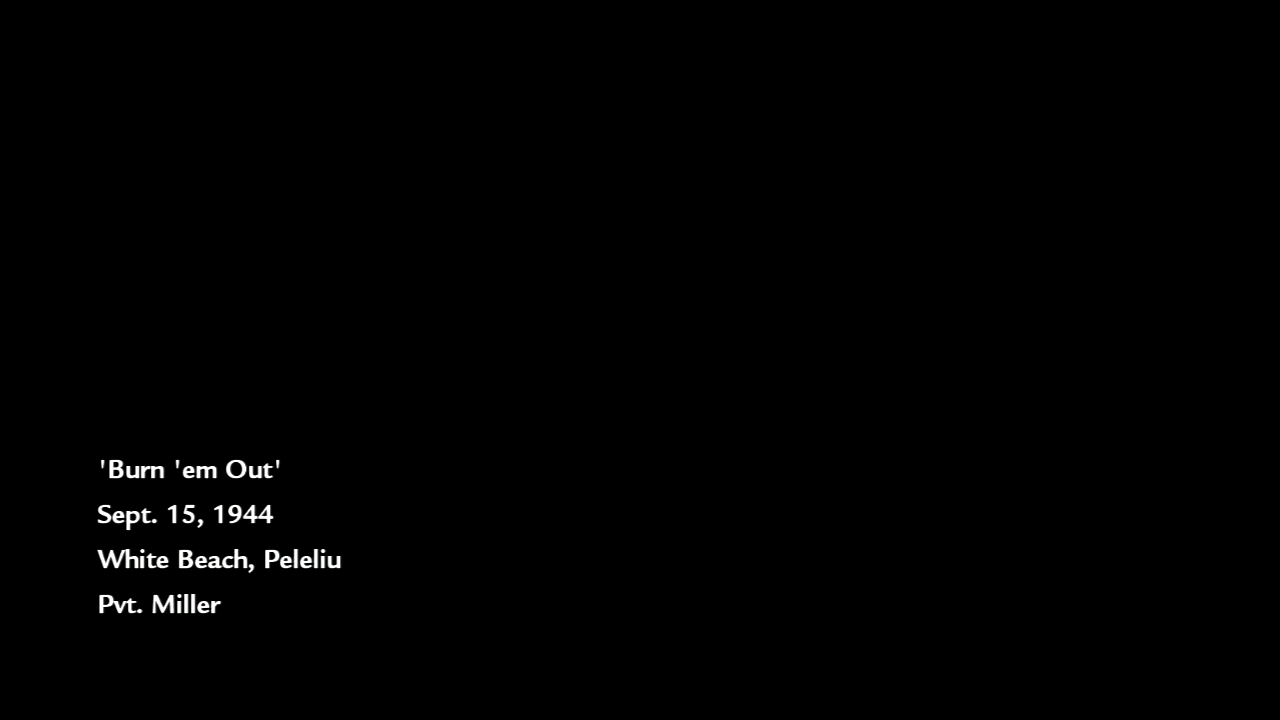 'Burn 'em Out'
Sept. 15, 1944
White Beach, Peleliu
Pvt. Miller